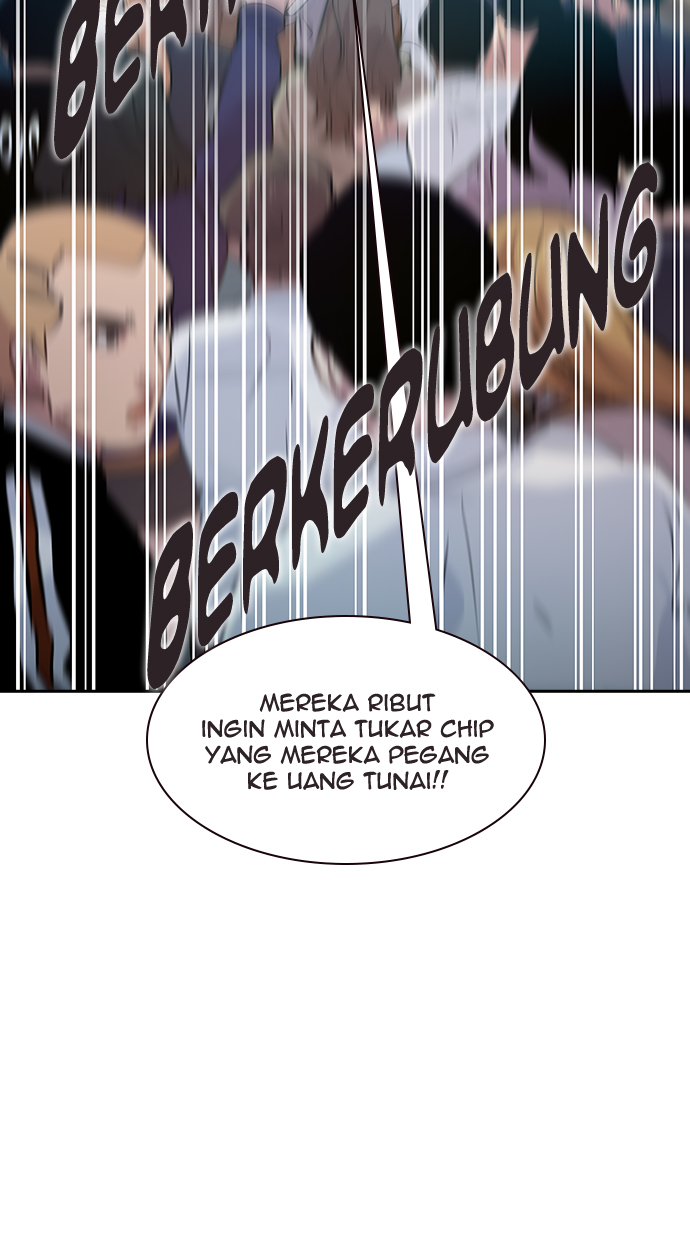 BERKERUBUNG
MEREKA RIBUT
INGIN MINTA TUKAR CHIP
YANG MEREKA PEGANG
KE UANG TUNAI!!